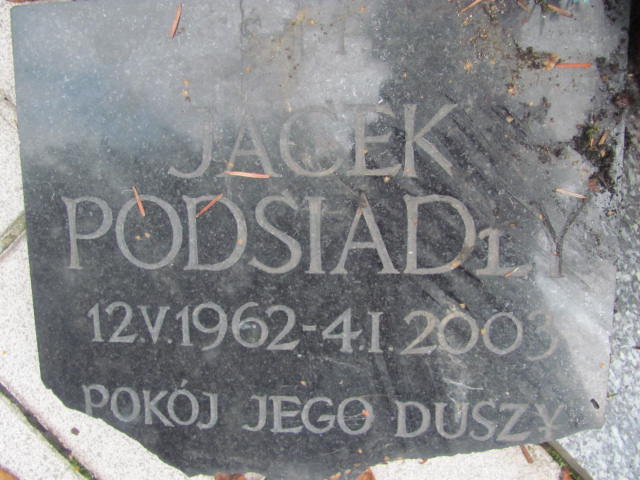 JACEK
PODSIADŁY
12.V.1962-4.I.2003
POKÓJ JEGO DUSZY